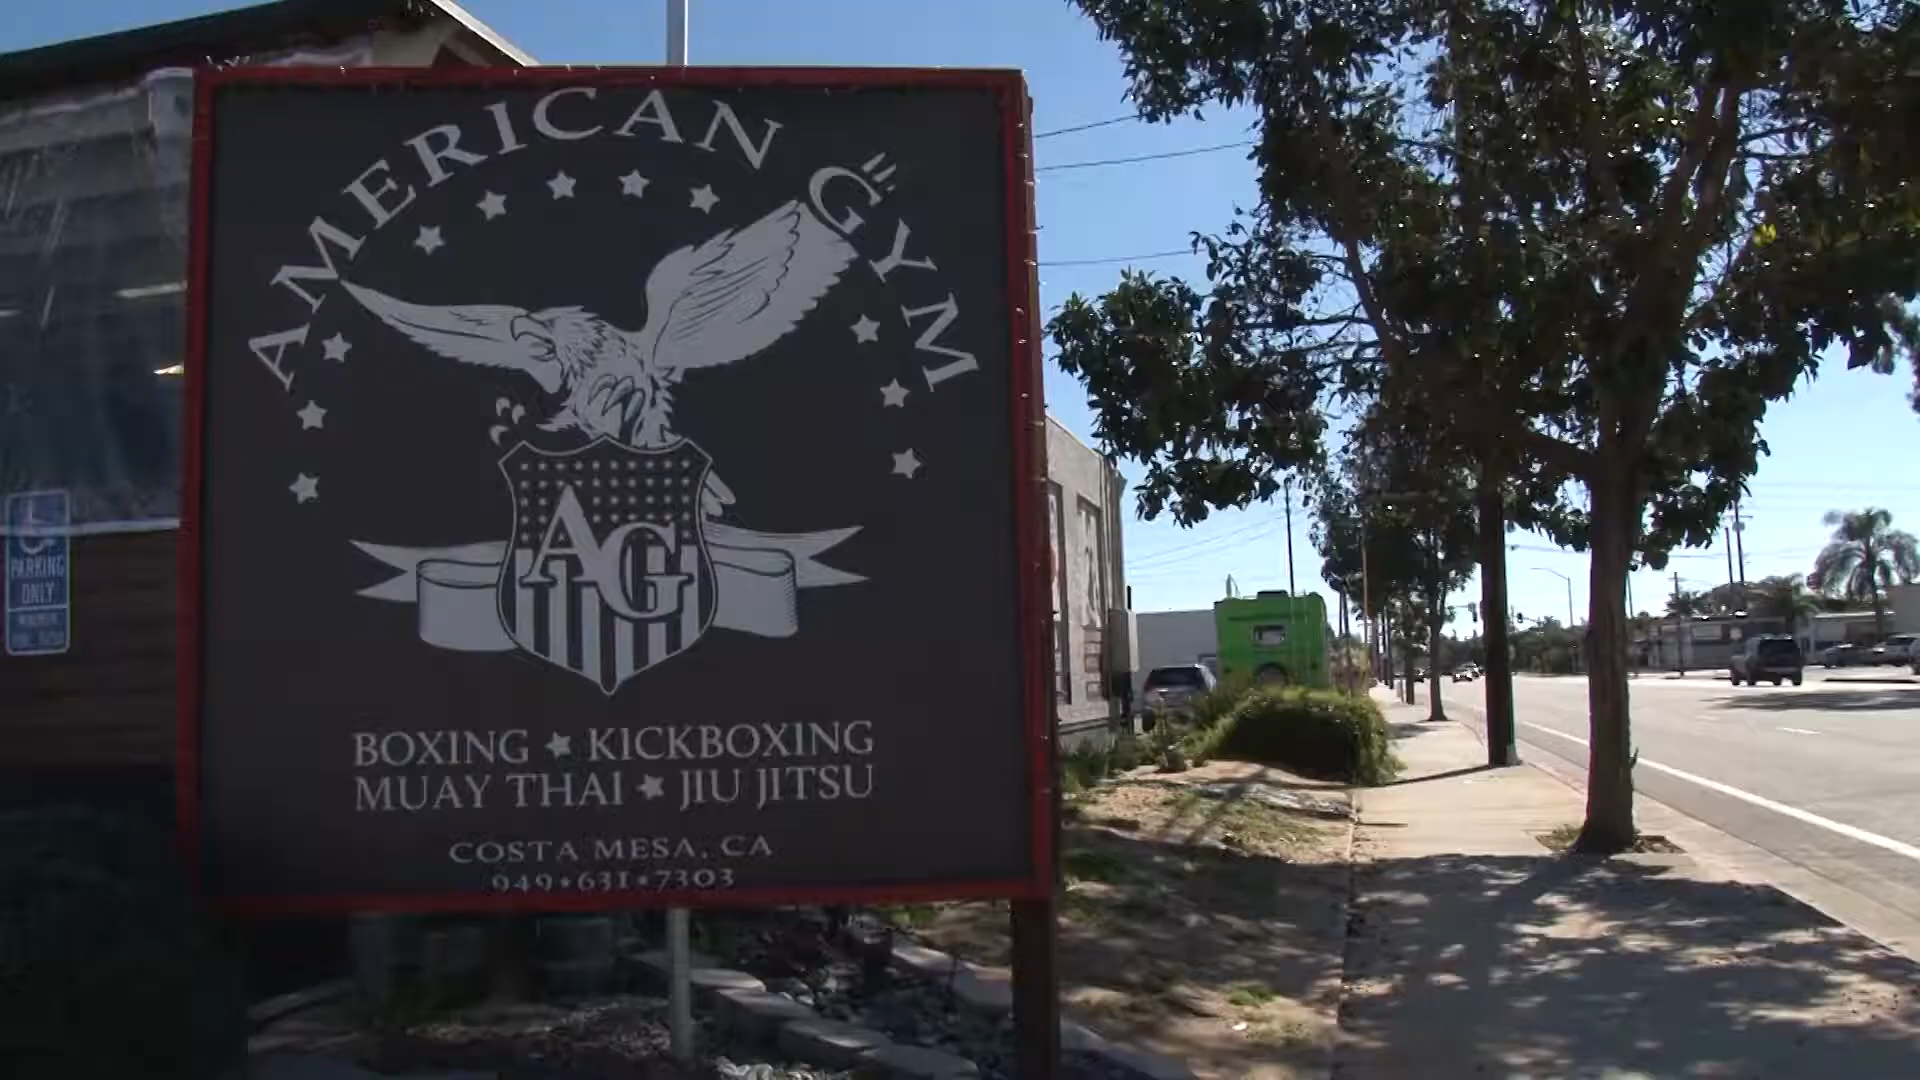 AMERICAN GYM
AG
BOXING ★ KICKBOXING
MUAY THAI ★ JIU JITSU
COSTA MESA, CA
949•631•7303
PARKING
ONLY